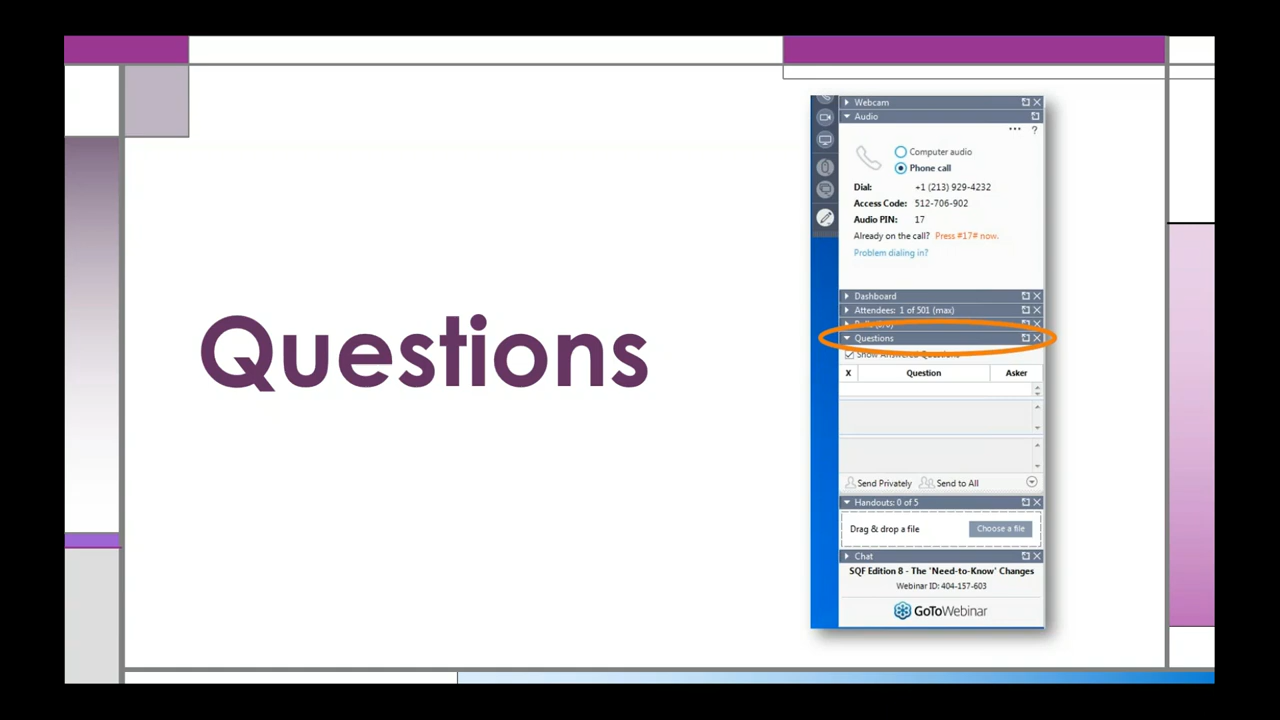 Questions
Webcam
Audio
... ?
Computer audio
Phone call
Dial: +1 (213) 929-4232
Access Code: 512-706-902
Audio PIN: 17
Already on the call? Press #17# now.
Problem dialing in?
Dashboard
Attendees: 1 of 501 (max)
Questions
Show Answered Questions
X Question Asker
Send Privately Send to All
Handouts: 0 of 5
Drag & drop a file Choose a file
Chat
SQF Edition 8 - The 'Need-to-Know' Changes
Webinar ID: 404-157-603
GoToWebinar